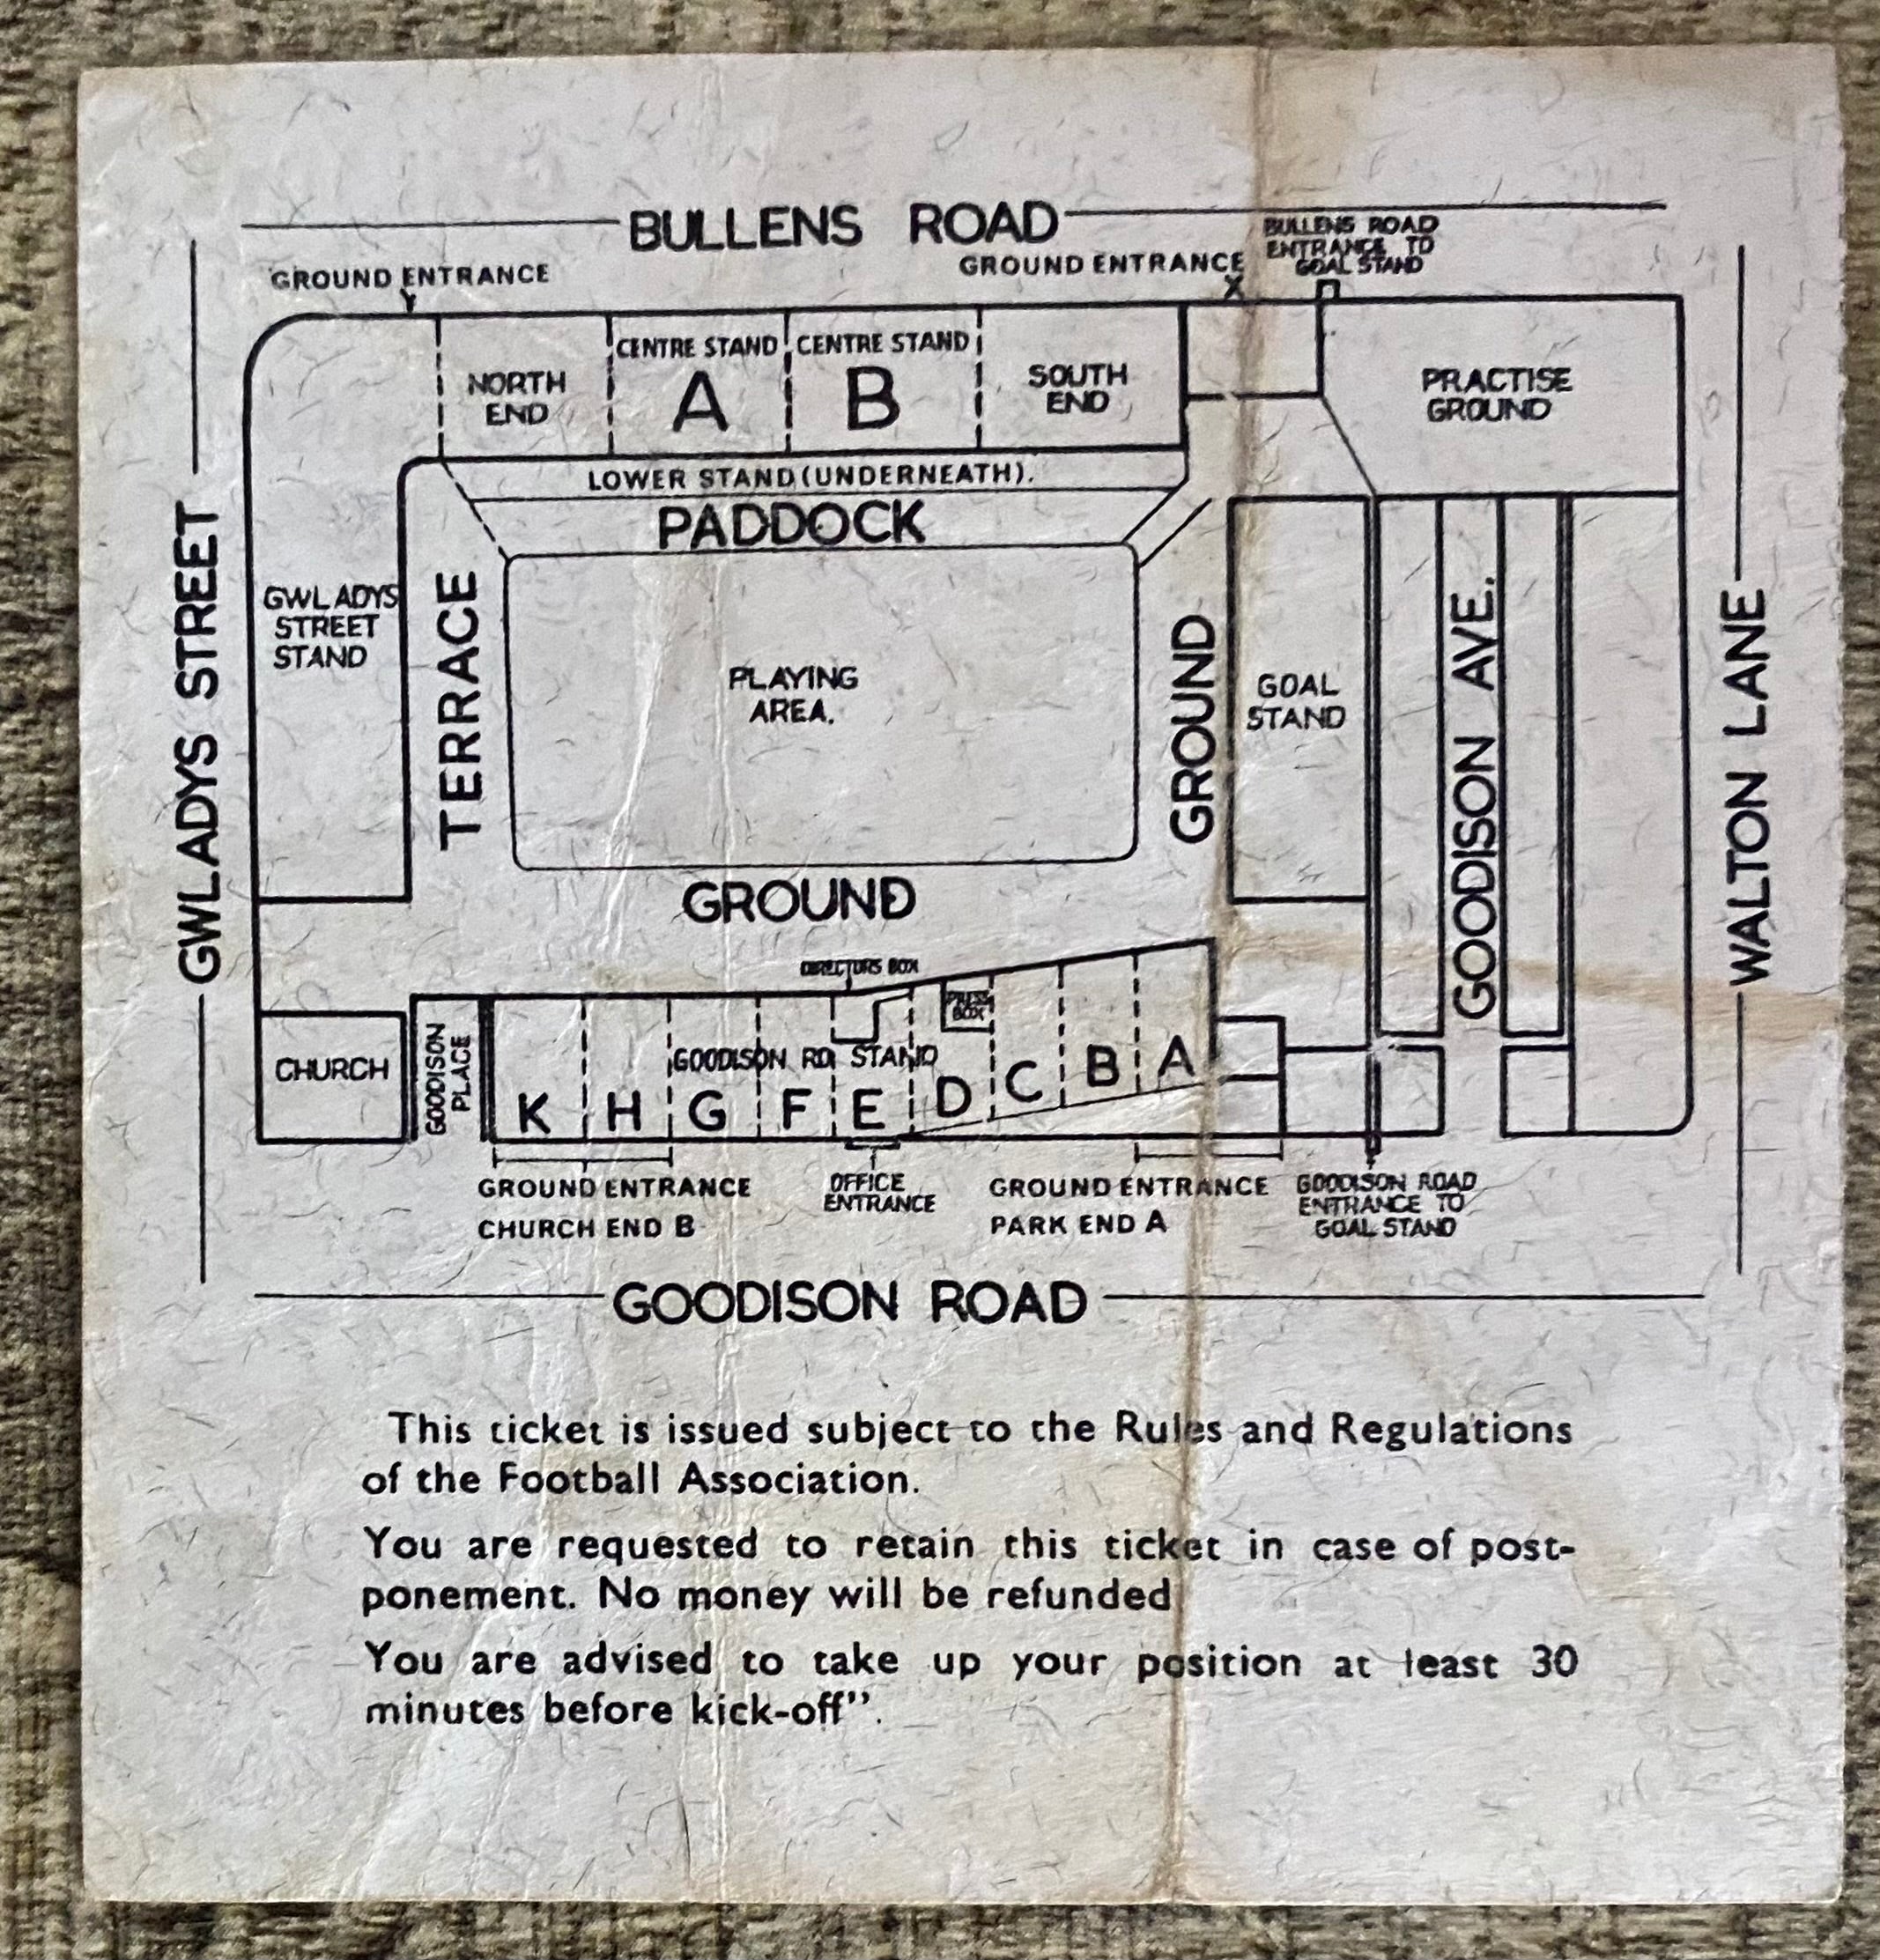 BULLENS ROAD
BULLENS ROAD
ENTRANCE TO
GOAL STAND
GROUND ENTRANCE
Y
GROUND ENTRANCE
X
NORTH
END
CENTRE STAND
A
CENTRE STAND
B
SOUTH
END
PRACTISE
GROUND
LOWER STAND (UNDERNEATH).
PADDOCK
GWLADYS STREET
GWLADYS
STREET
STAND
TERRACE
PLAYING
AREA.
GROUND
GOAL
STAND
GOODISON AVE.
WALTON LANE
GROUND
DIRECTORS BOX
PRESS
BOX
CHURCH
GOODISON
PLACE
GOODISON RD. STAND
K H G F E D C B A
GROUND ENTRANCE
CHURCH END B
OFFICE
ENTRANCE
GROUND ENTRANCE
PARK END A
GOODISON ROAD
ENTRANCE TO
GOAL STAND
GOODISON ROAD
This ticket is issued subject to the Rules and Regulations
of the Football Association.
You are requested to retain this ticket in case of post-
ponement. No money will be refunded
You are advised to take up your position at least 30
minutes before kick-off".